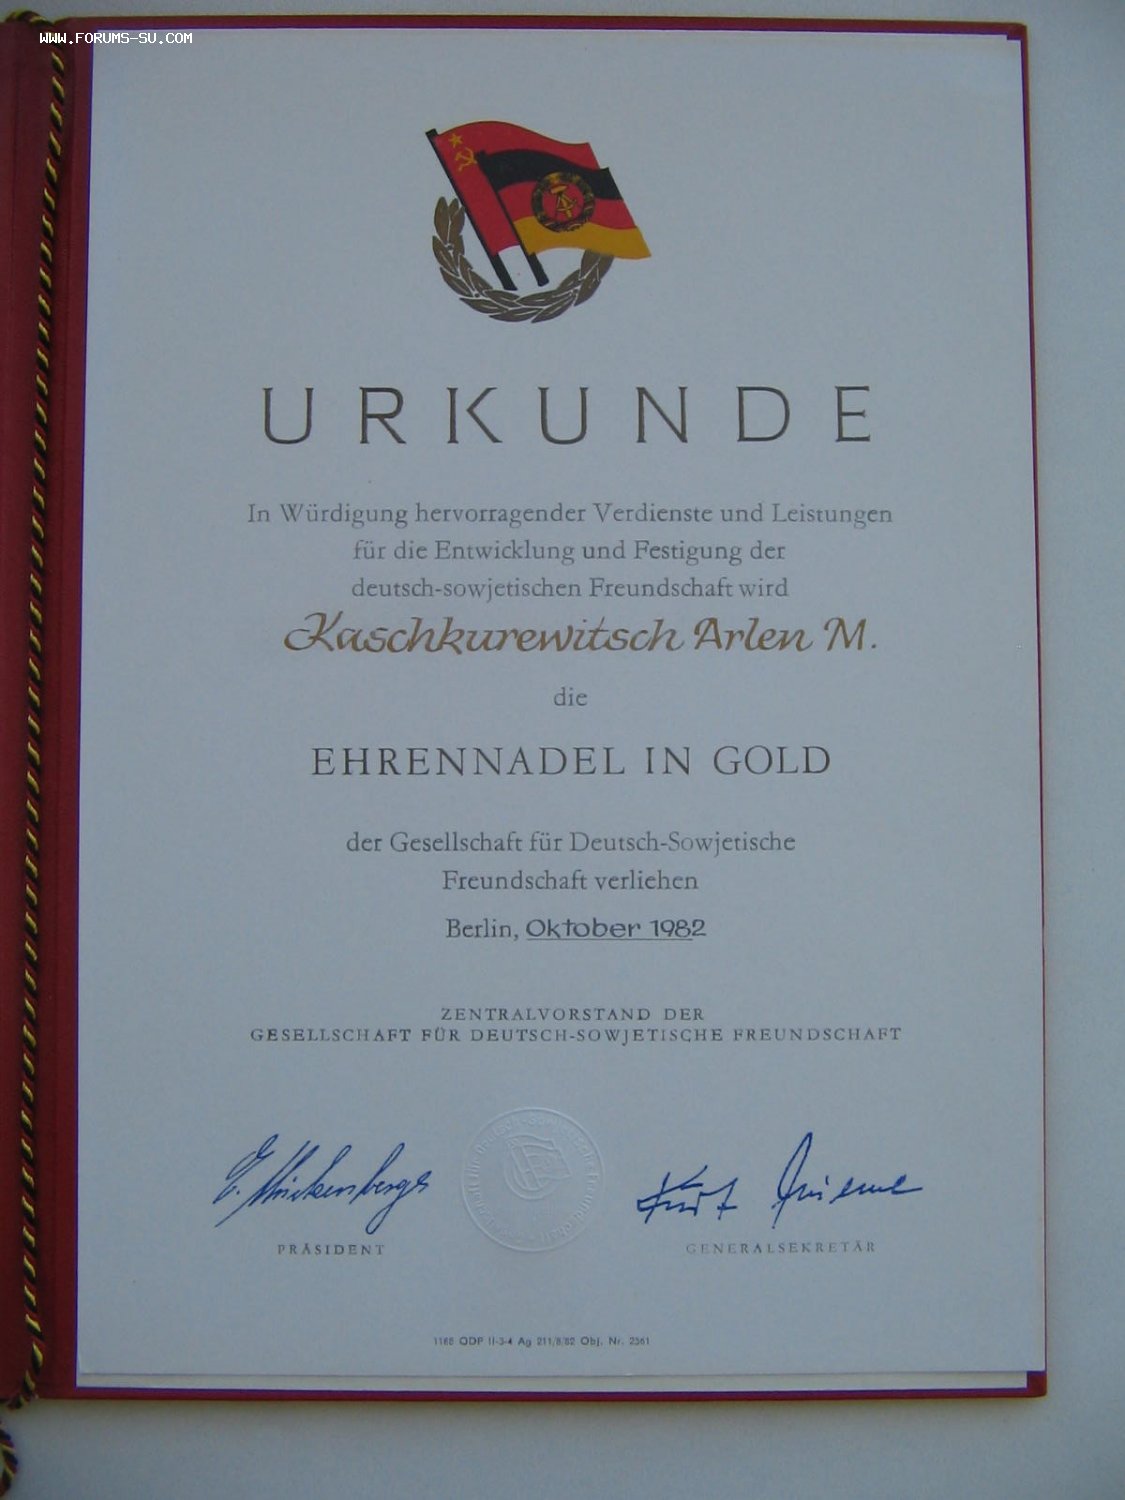 WWW.FORUMS-SU.COM
URKUNDE
In Würdigung hervorragender Verdienste und Leistungen
für die Entwicklung und Festigung der
deutsch-sowjetischen Freundschaft wird
Kaschkurewitsch Arlen M.
die
EHRENNADEL IN GOLD
der Gesellschaft für Deutsch-Sowjetische
Freundschaft verliehen
Berlin, Oktober 1982
ZENTRALVORSTAND DER
GESELLSCHAFT FÜR DEUTSCH-SOWJETISCHE FREUNDSCHAFT
Kurt
PRÄSIDENT
GENERALSEKRETÄR
1188 ODP II-3-4 Ag 211/8/82 Obj. Nr. 2361